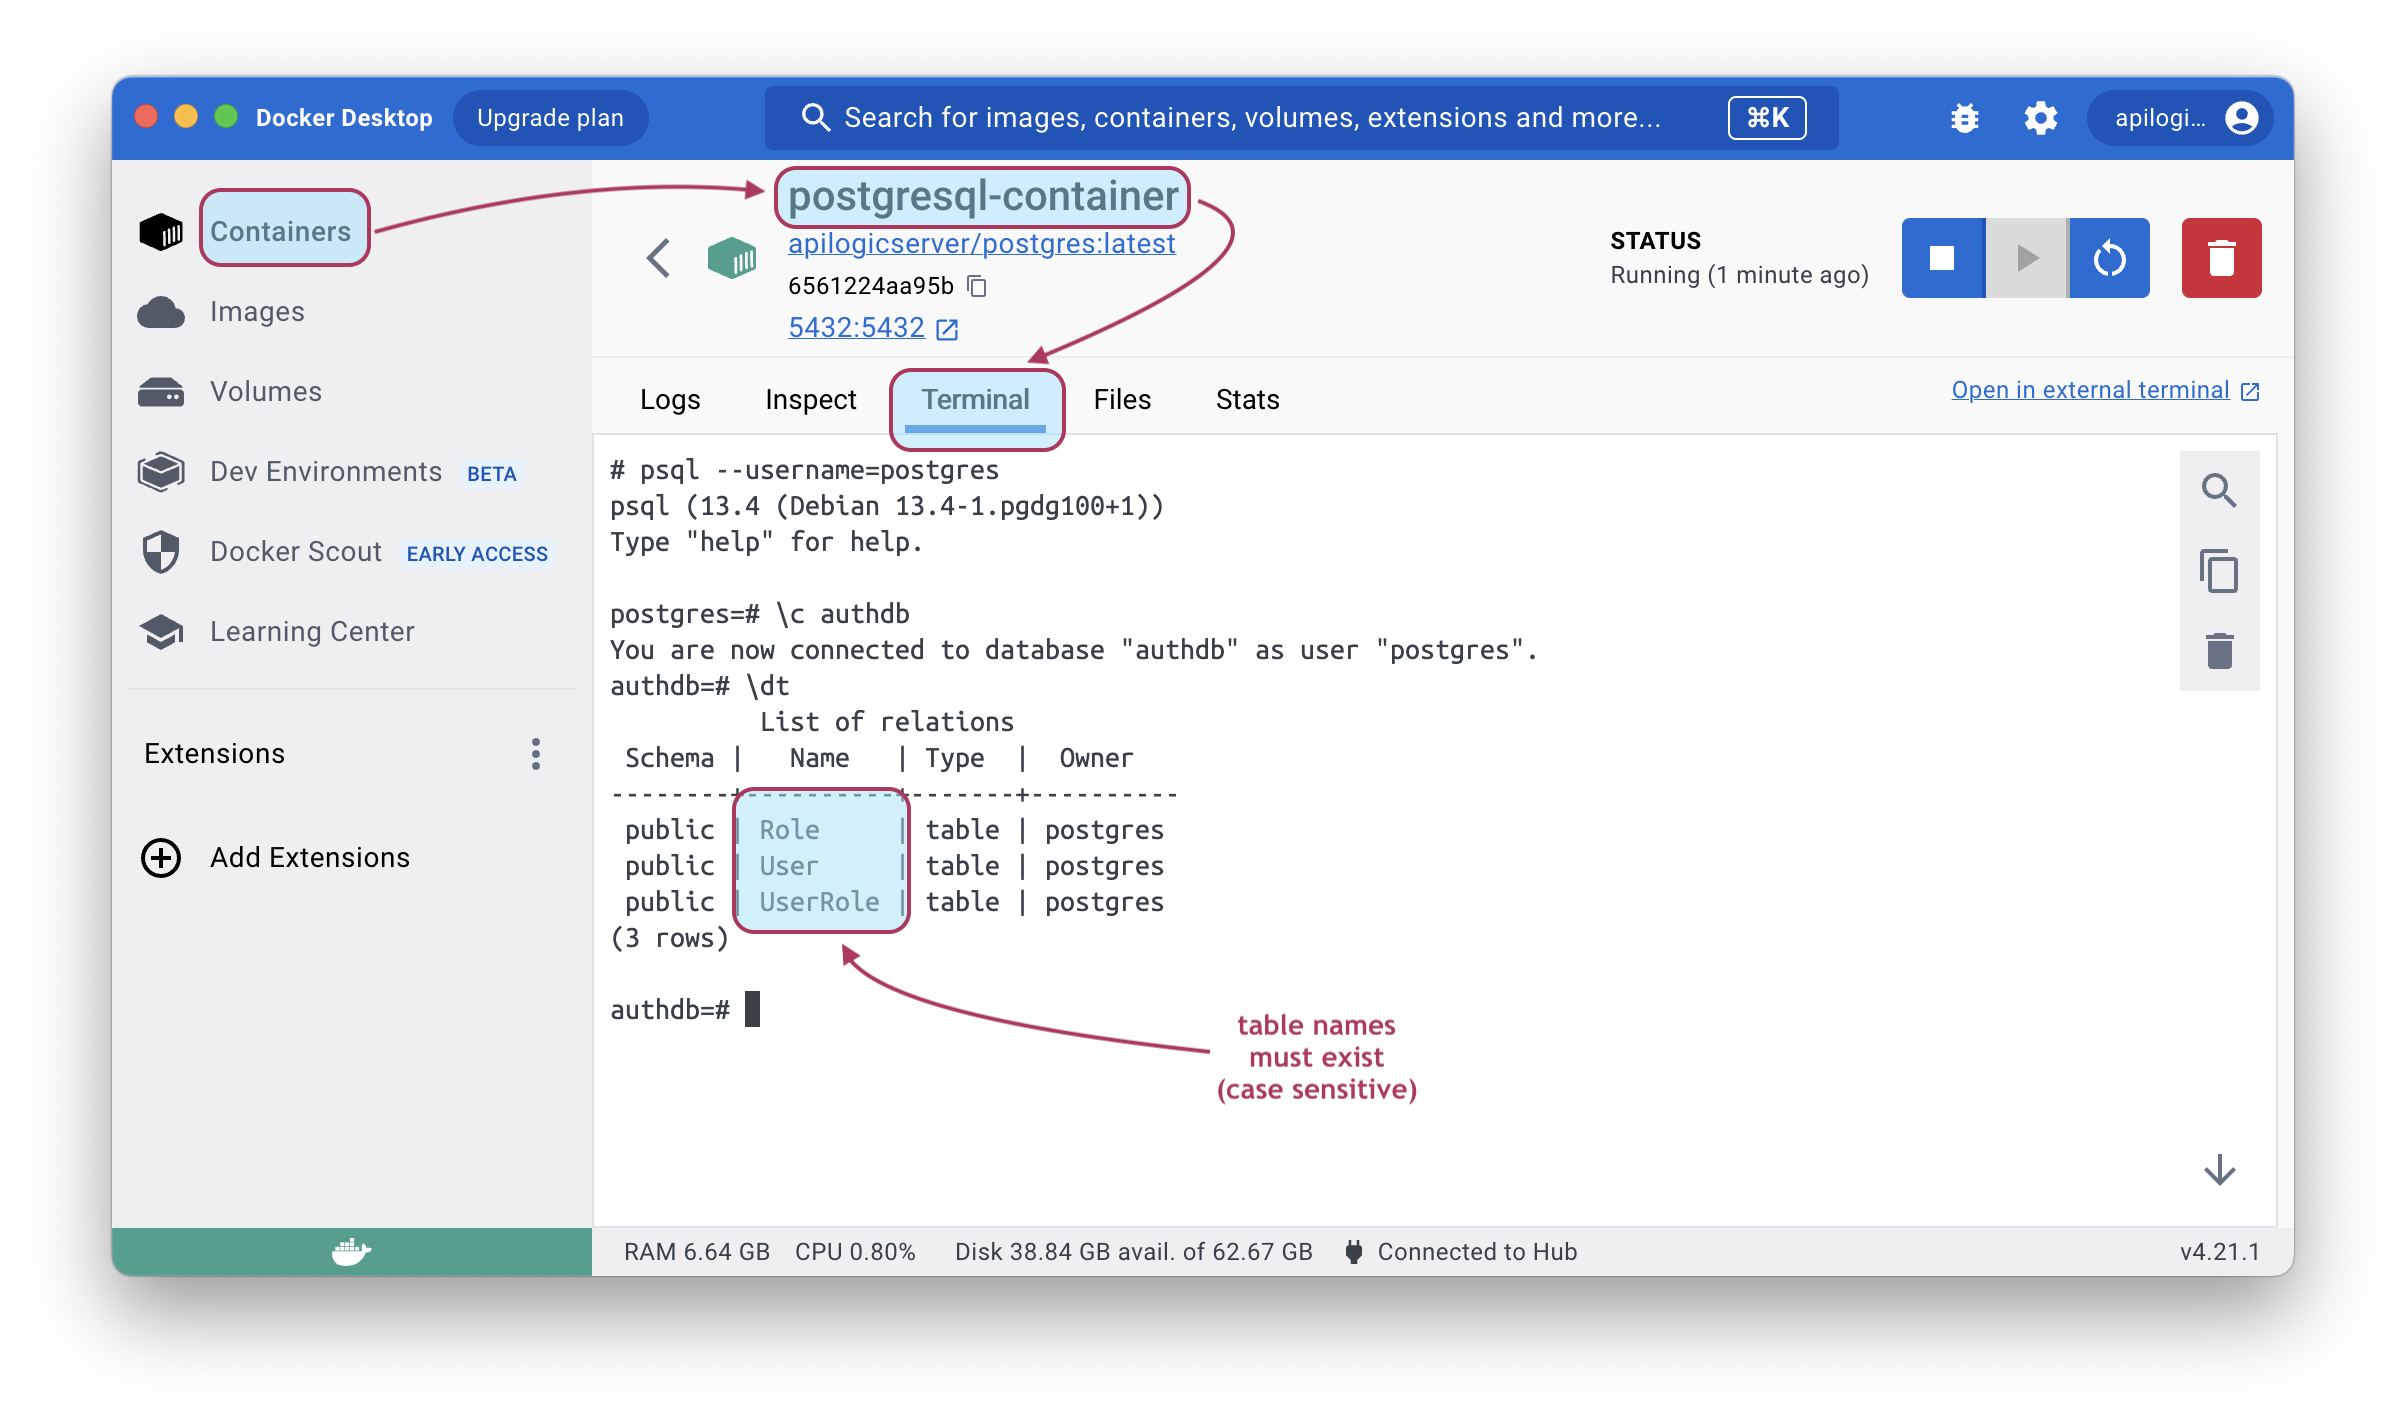 Docker Desktop
Upgrade plan
Search for images, containers, volumes, extensions and more...
⌘K
apilogi...
Containers
Images
Volumes
Dev Environments BETA
Docker Scout EARLY ACCESS
Learning Center
Extensions
Add Extensions
postgresql-container
apilogicserver/postgres:latest
6561224aa95b
5432:5432
STATUS
Running (1 minute ago)
Logs Inspect Terminal Files Stats
Open in external terminal
# psql --username=postgres
psql (13.4 (Debian 13.4-1.pgdg100+1))
Type "help" for help.
postgres=# \c authdb
You are now connected to database "authdb" as user "postgres".
authdb=# \dt
List of relations
Schema | Name | Type | Owner
--------+----------+-------+----------
public | Role | table | postgres
public | User | table | postgres
public | UserRole | table | postgres
(3 rows)
authdb=#
table names
must exist
(case sensitive)
RAM 6.64 GB CPU 0.80% Disk 38.84 GB avail. of 62.67 GB Connected to Hub v4.21.1